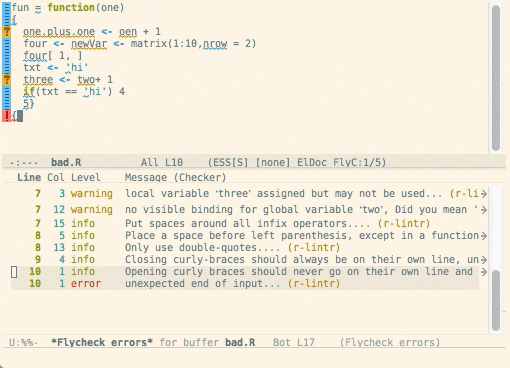 fun = function(one)
{
? one.plus.one <- oen + 1
four <- newVar <- matrix(1:10,nrow = 2)
four[ 1, ]
txt <- 'hi'
? three <- two+ 1
if(txt == 'hi') 4
5}
!{
-:--- bad.R All L10 (ESS[S] [none] ElDoc FlyC:1/5)
Line Col Level Message (Checker)
7 3 warning local variable ‘three’ assigned but may not be used... (r-li
7 12 warning no visible binding for global variable ‘two’, Did you mean '
7 15 info Put spaces around all infix operators.... (r-lintr)
8 5 info Place a space before left parenthesis, except in a function
8 13 info Only use double-quotes.... (r-lintr)
9 4 info Closing curly-braces should always be on their own line, un
10 1 info Opening curly braces should never go on their own line and
10 1 error unexpected end of input... (r-lintr)
U:%%- *Flycheck errors* for buffer bad.R Bot L17 (Flycheck errors)